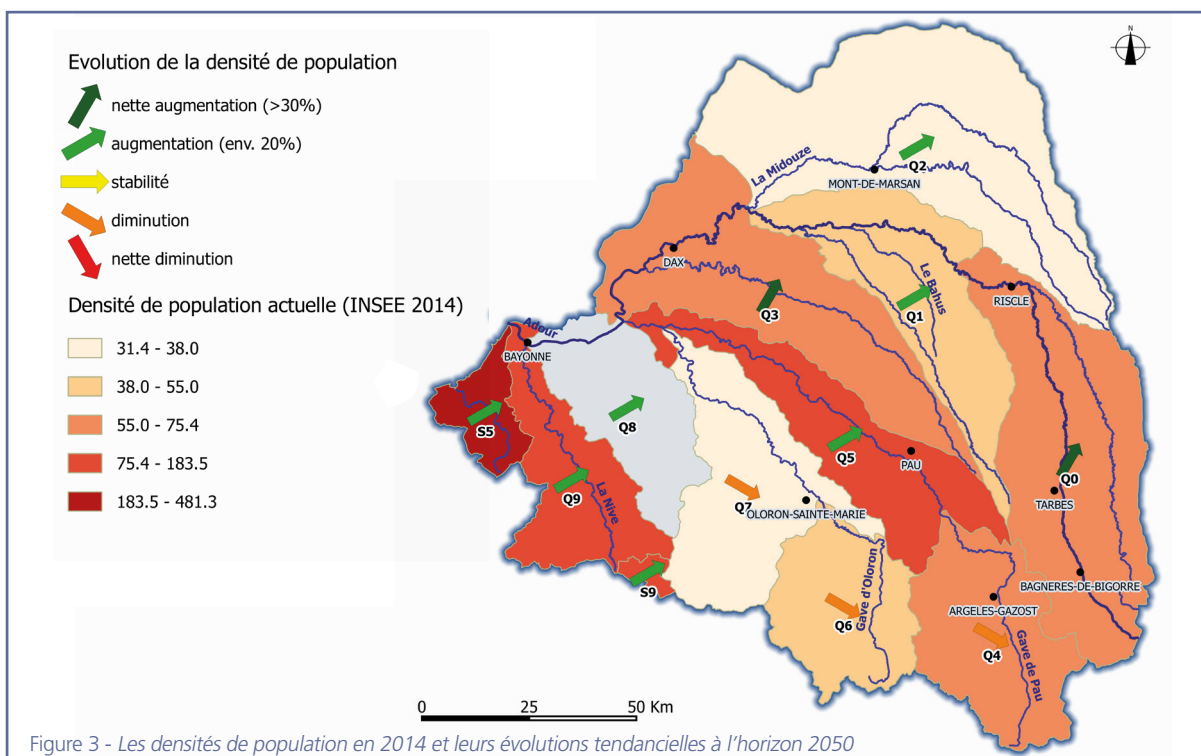 Evolution de la densité de population
nette augmentation (>30%)
augmentation (env. 20%)
stabilité
diminution
nette diminution
Densité de population actuelle (INSEE 2014)
31.4 - 38.0
38.0 - 55.0
55.0 - 75.4
75.4 - 183.5
183.5 - 481.3
N
La Midouze
Q2
MONT-DE-MARSAN
DAX
Le Bahus
RISCLE
Q3
Q1
Adour
BAYONNE
S5
Q8
Q5
PAU
Q0
TARBES
Q9
La Nive
Q7
OLORON-SAINTE-MARIE
S9
Gave d'Oloron
Q6
BAGNERES-DE-BIGORRE
ARGELES-GAZOST
Q4
Gave de Pau
0 25 50 Km
Figure 3 - Les densités de population en 2014 et leurs évolutions tendancielles à l'horizon 2050